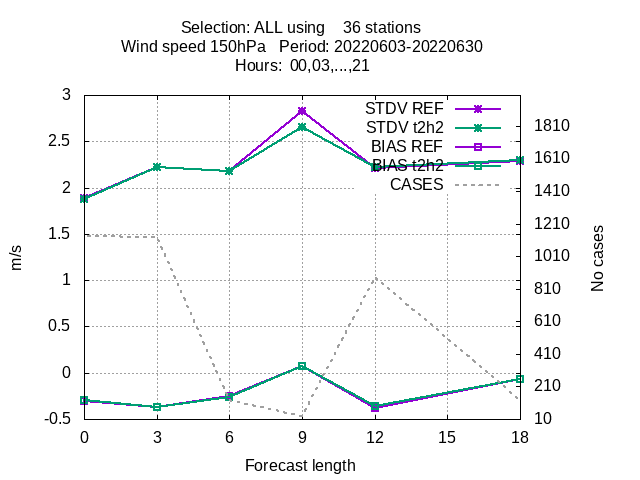 Selection: ALL using    36 stations
Wind speed 150hPa   Period: 20220603-20220630
Hours:  00,03,...,21
3
2.5
2
1.5
1
0.5
0
-0.5
m/s
STDV REF
STDV t2h2
BIAS REF
BIAS t2h2
CASES
1810
1610
1410
1210
1010
810
610
410
210
10
No cases
0 3 6 9 12 15 18
Forecast length